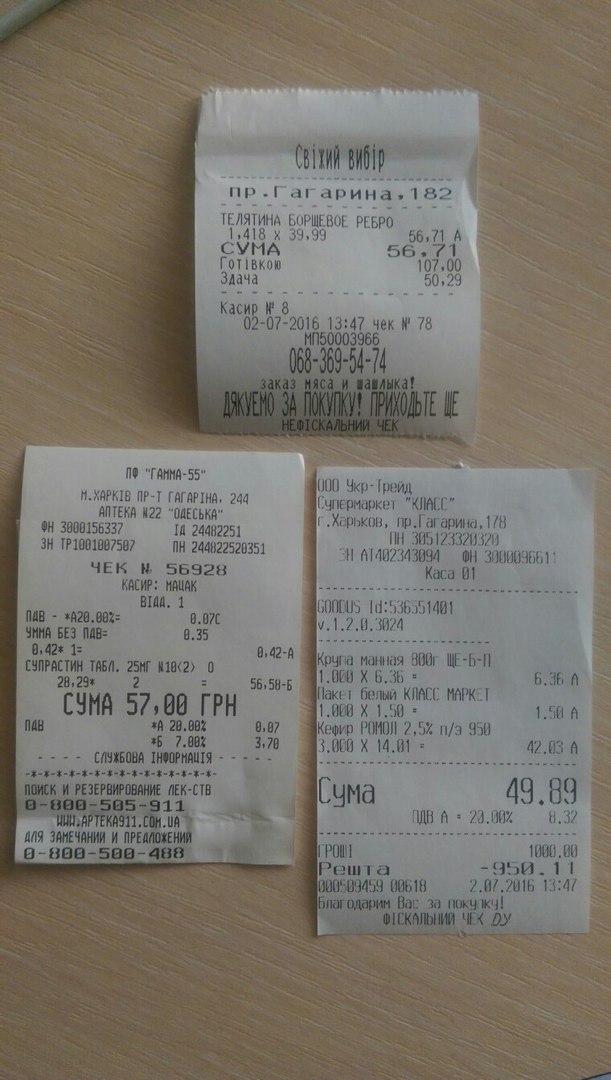 Свіжий вибір
пр.Гагарина,182
ТЕЛЯТИНА БОРЩЕВОЕ РЕБРО
1,418 x 39,99 56,71 А
СУМА 56,71
Готівкою 107,00
Здача 50,29
Касир № 8
02-07-2016 13:47 чек № 78
МП50003966
068-369-54-74
заказ мяса и шашлыка!
ДЯКУЕМО ЗА ПОКУПКУ! ПРИХОДЬТЕ ЩЕ
НЕФІСКАЛЬНИЙ ЧЕК
ПФ "ГАММА-55"
М.ХАРКІВ ПР-Т ГАГАРІНА, 244
АПТЕКА №22 "ОДЕСЬКА"
ФН 3000156337 ІД 24482251
ЗН ТР1001007507 ПН 244822520351
ЧЕК № 56928
КАСИР: МАЦАК
ВІДД. 1
ПДВ - *А20.00%= 0.07С
УММА БЕЗ ПДВ= 0.35
0,42* 1= 0,42-А
СУПРАСТИН ТАБЛ. 25МГ N10(2) 0
28,29* 2 = 56,58-Б
СУМА 57,00 ГРН
ПДВ *А 20.00% 0,07
*Б 7.00% 3,70
- - - - СЛУЖБОВА ІНФОРМАЦІЯ - - - - -
-*-*-*-*-*-*-*-*-*-*-*-*-*-*-*-
ПОИСК И РЕЗЕРВИРОВАНИЕ ЛЕК-СТВ
0-800-505-911
WWW.APTEKA911.COM.UA
ДЛЯ ЗАМЕЧАНИЙ И ПРЕДЛОЖЕНИЙ
0-800-500-488
ООО Укр-Трейд
Супермаркет "КЛАСС"
г.Харьков, пр.Гагарина,178
ПН 305123320320
ЗН АТ402343094 ФН 3000096611
Каса 01
GOODUS Id:536551401
v.1.2.0.3024
Крупа манная 800г ЩЕ-Б-П
1.000 X 6.36 = 6.36 А
Пакет белый КЛАСС МАРКЕТ
1.000 X 1.50 = 1.50 А
Кефир РОМОЛ 2,5% п/э 950
3.000 X 14.01 = 42.03 А
Сума 49.89
ПДВ А = 20.00% 8.32
ГРОШІ 1000.00
Решта -950.11
000509459 00618 2.07.2016 13:47
Благодарим Вас за покупку!
ФІСКАЛЬНИЙ ЧЕК